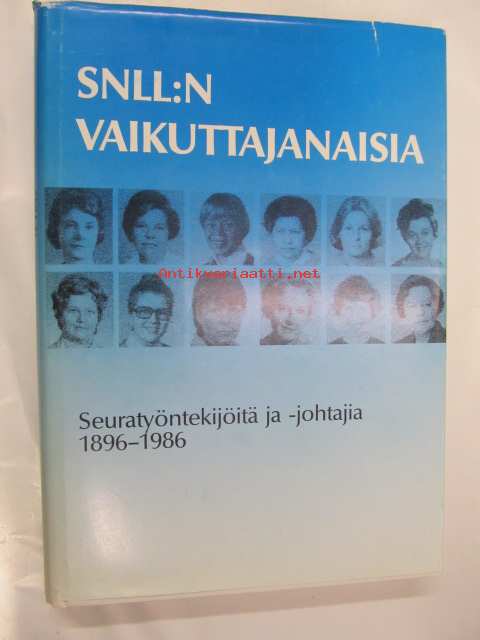 SNLL:N
VAIKUTTAJANAISIA
Antikvariaatti.net
Seuratyöntekijöitä ja -johtajia
1896–1986